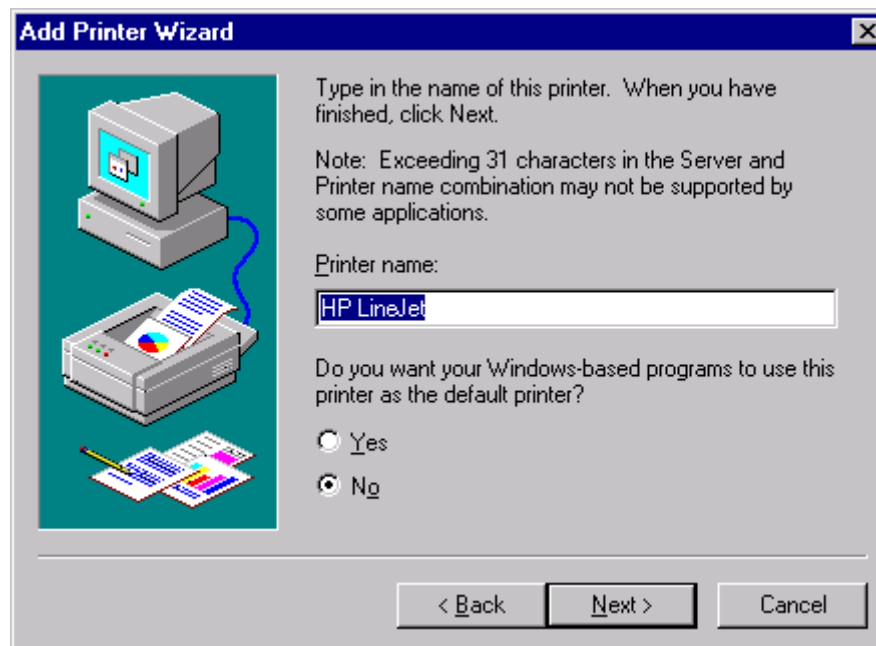 Add Printer Wizard
Type in the name of this printer. When you have
finished, click Next.
Note: Exceeding 31 characters in the Server and
Printer name combination may not be supported by
some applications.
Printer name:
HP LineJet
Do you want your Windows-based programs to use this
printer as the default printer?
Yes
No
< Back Next > Cancel